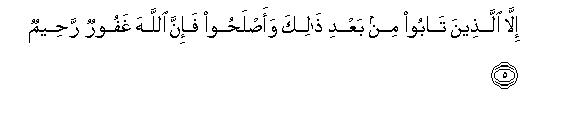 إِلَّا ٱلَّذِينَ تَابُوا۟ مِنۢ بَعْدِ ذَٰلِكَ وَأَصْلَحُوا۟ فَإِنَّ ٱللَّهَ غَفُورٌ رَّحِيمٌ
۝٥